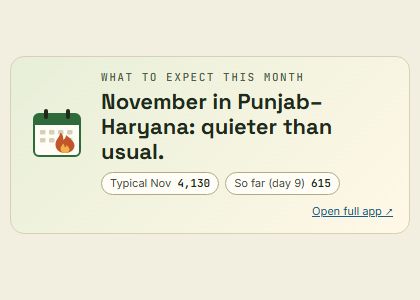 WHAT TO EXPECT THIS MONTH
November in Punjab–
Haryana: quieter than
usual.
Typical Nov 4,130 So far (day 9) 615
Open full app ↗